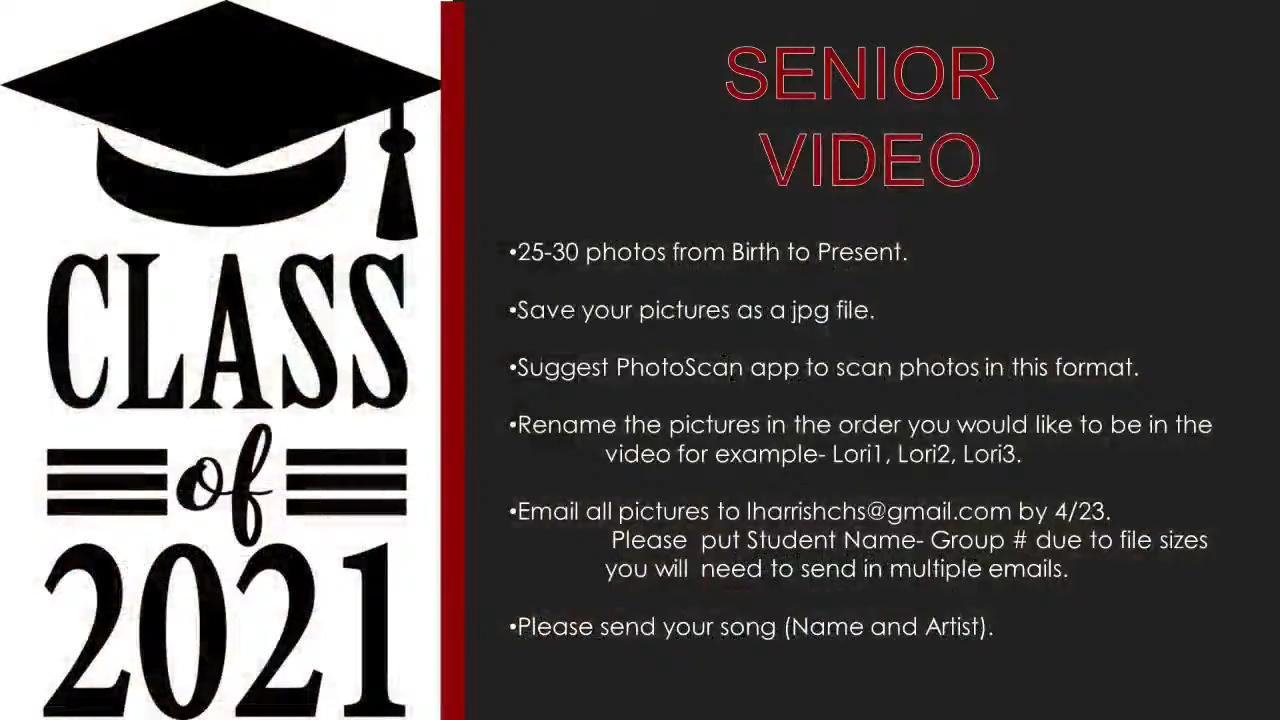 CLASS
of
2021
SENIOR
VIDEO
•25-30 photos from Birth to Present.
•Save your pictures as a jpg file.
•Suggest PhotoScan app to scan photos in this format.
•Rename the pictures in the order you would like to be in the
video for example- Lori1, Lori2, Lori3.
•Email all pictures to lharrishchs@gmail.com by 4/23.
Please put Student Name- Group # due to file sizes
you will need to send in multiple emails.
•Please send your song (Name and Artist).